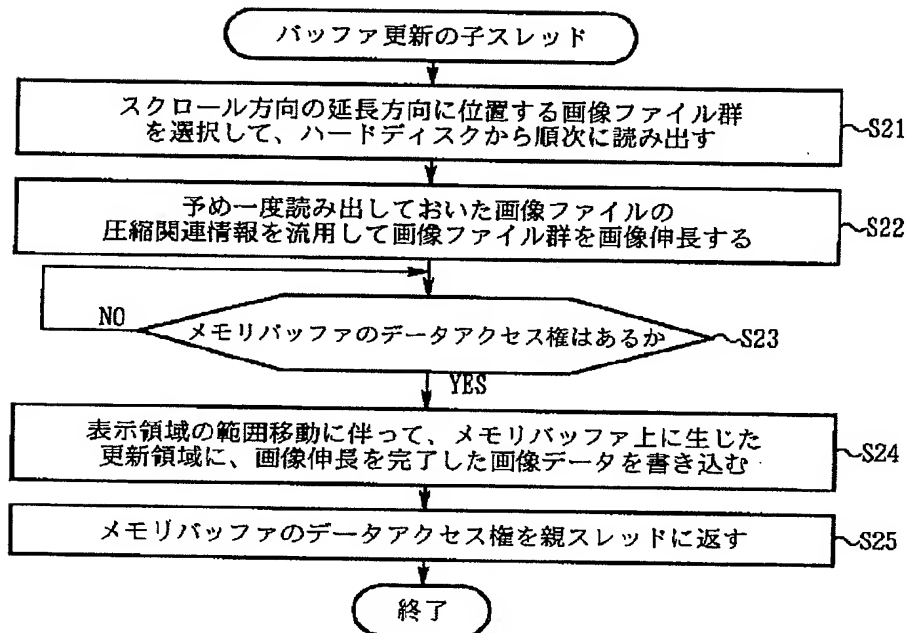 バッファ更新の子スレッド
スクロール方向の延長方向に位置する画像ファイル群
を選択して、ハードディスクから順次に読み出す
S21
予め一度読み出しておいた画像ファイルの
圧縮関連情報を流用して画像ファイル群を画像伸長する
S22
NO
メモリバッファのデータアクセス権はあるか
S23
YES
表示領域の範囲移動に伴って、メモリバッファ上に生じた
更新領域に、画像伸長を完了した画像データを書き込む
S24
メモリバッファのデータアクセス権を親スレッドに返す
S25
終了